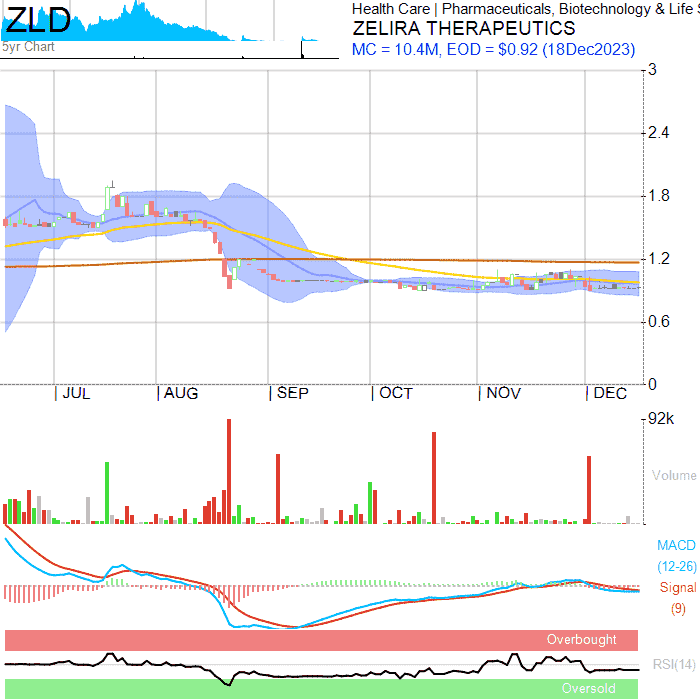 ZLD
5yr Chart
Health Care | Pharmaceuticals, Biotechnology & Life S
ZELIRA THERAPEUTICS
MC = 10.4M, EOD = $0.92 (18Dec2023)
3
2.4
1.8
1.2
0.6
0
| JUL | AUG | SEP | OCT | NOV | DEC
92k
Volume
MACD
(12-26)
Signal
(9)
Overbought
RSI(14)
Oversold